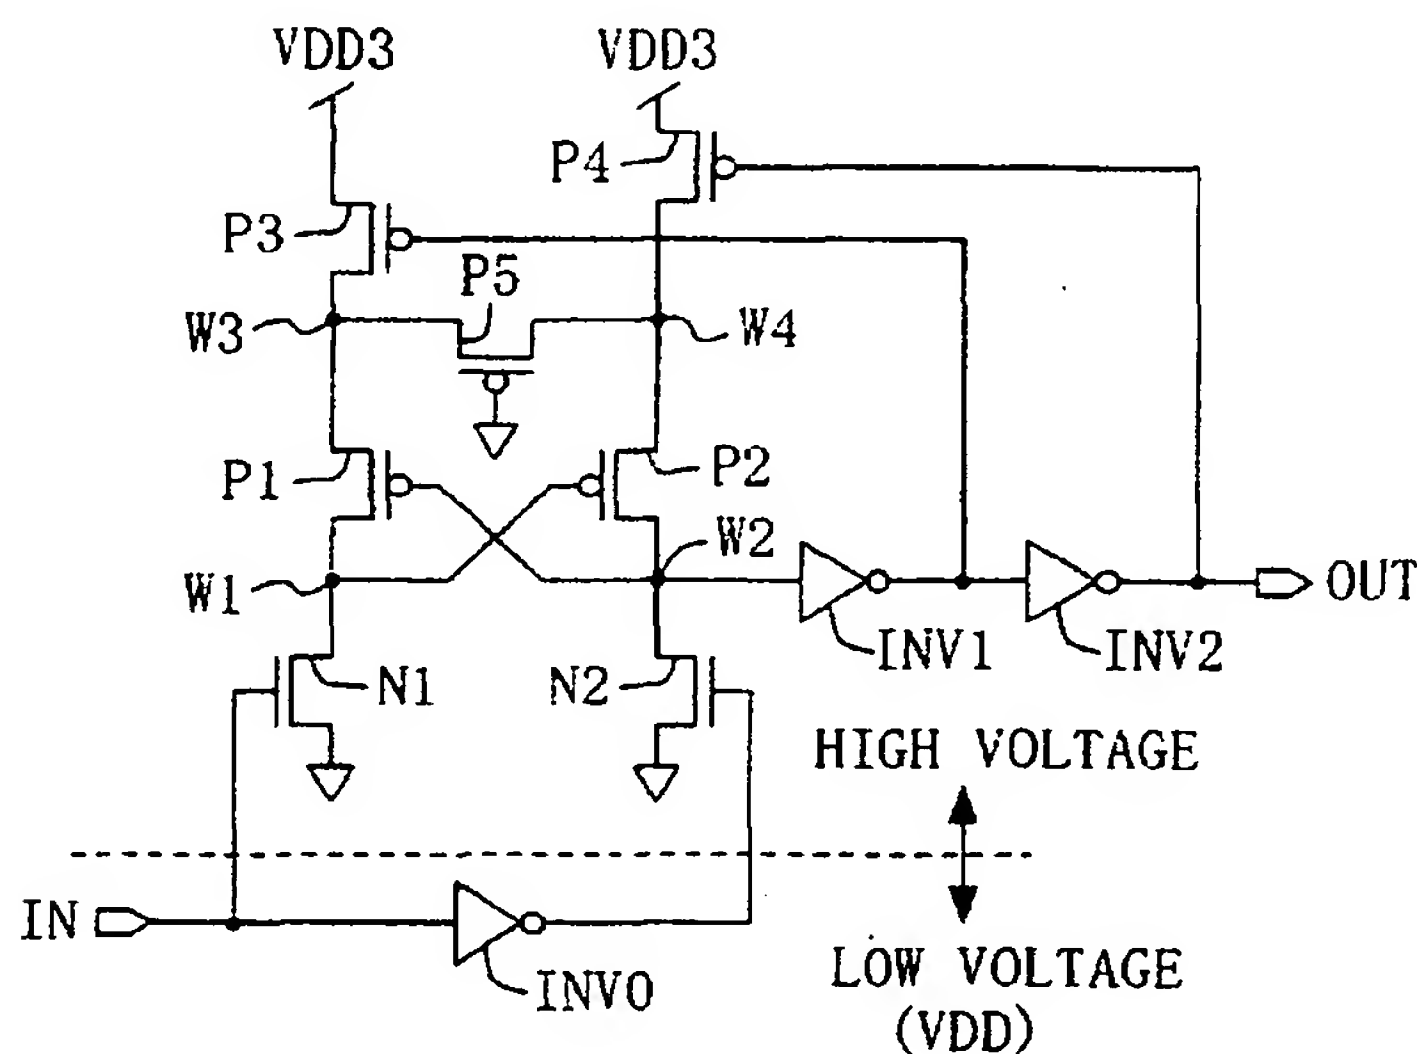 VDD3
VDD3
P4
P3
P5
W3
W4
P1
P2
W2
W1
OUT
INV1
INV2
N1
N2
HIGH VOLTAGE
IN
INV0
LOW VOLTAGE
(VDD)